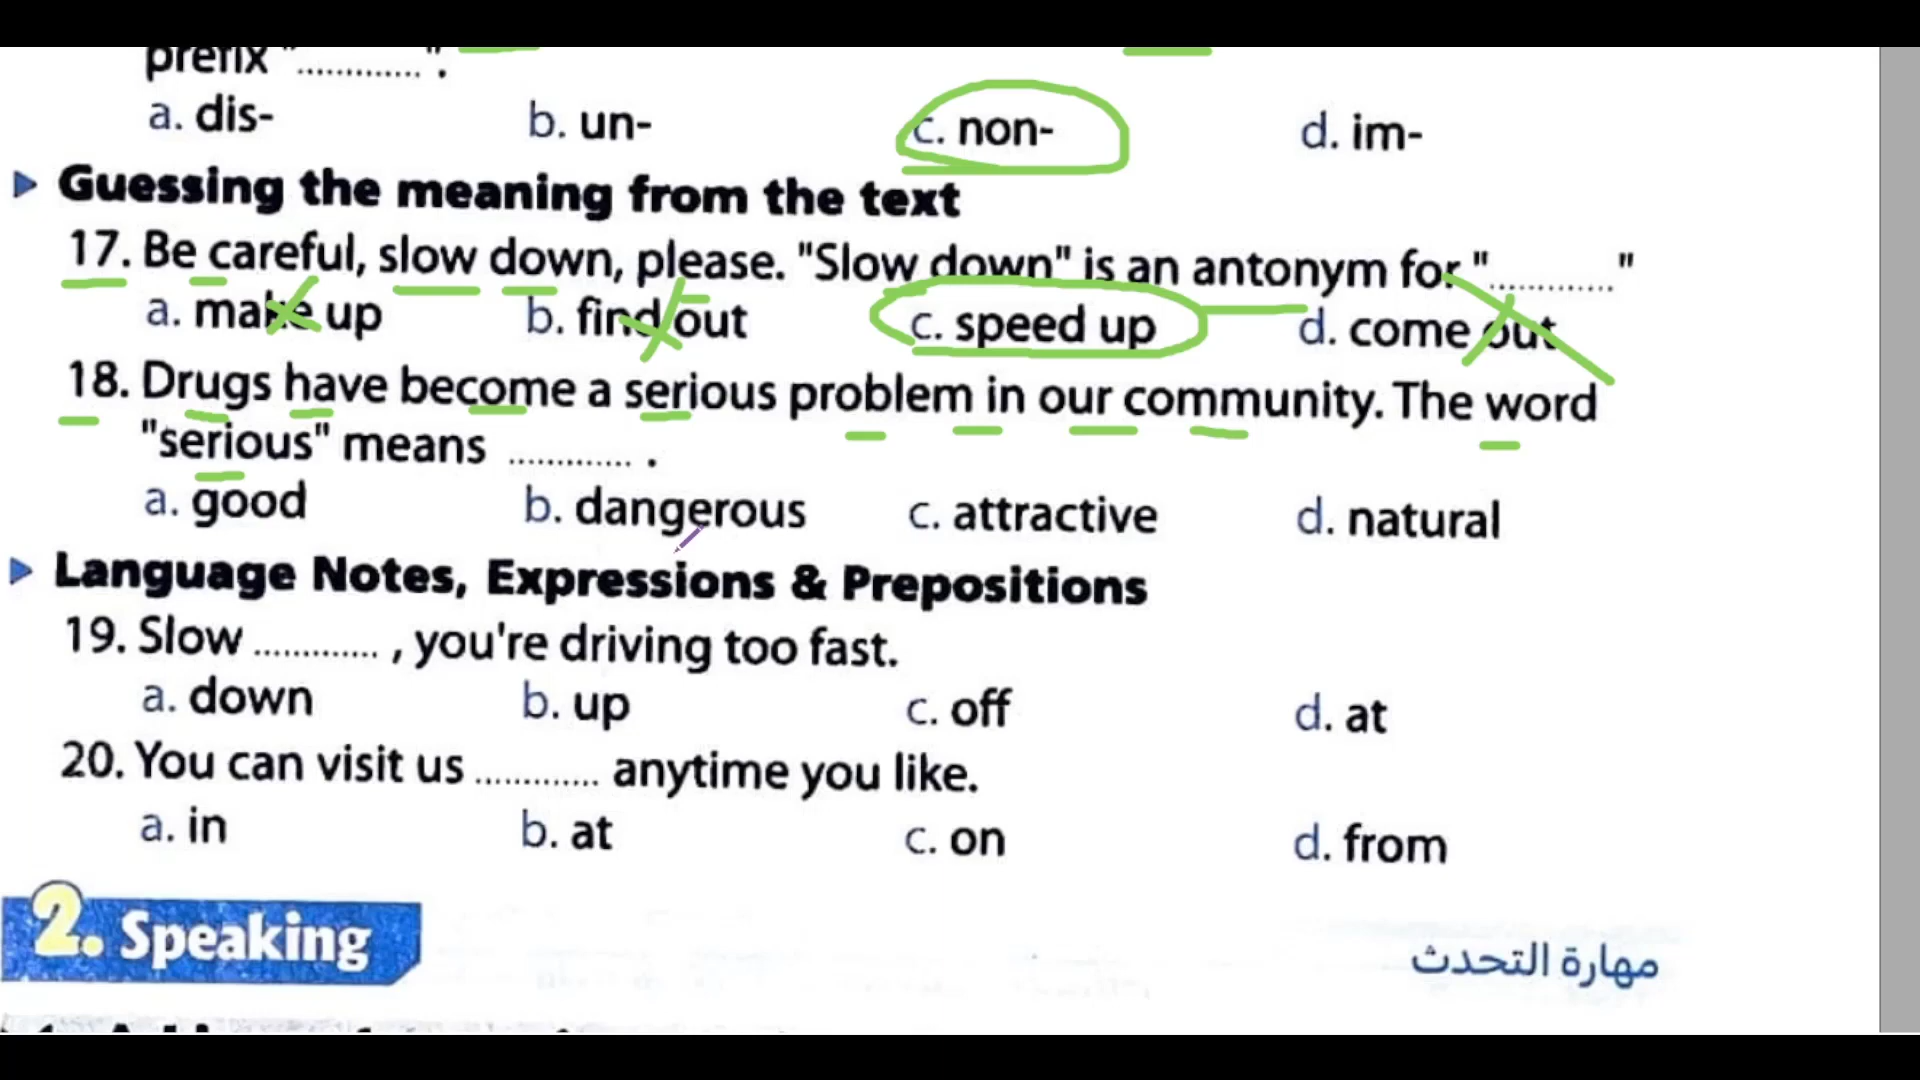 prefix "............".
a. dis- b. un- c. non- d. im-
Guessing the meaning from the text
17. Be careful, slow down, please. "Slow down" is an antonym for "............"
a. make up b. find out c. speed up d. come out
18. Drugs have become a serious problem in our community. The word
"serious" means ............ .
a. good b. dangerous c. attractive d. natural
Language Notes, Expressions & Prepositions
19. Slow ............ , you're driving too fast.
a. down b. up c. off d. at
20. You can visit us ............ anytime you like.
a. in b. at c. on d. from
2. Speaking مهارة التحدث